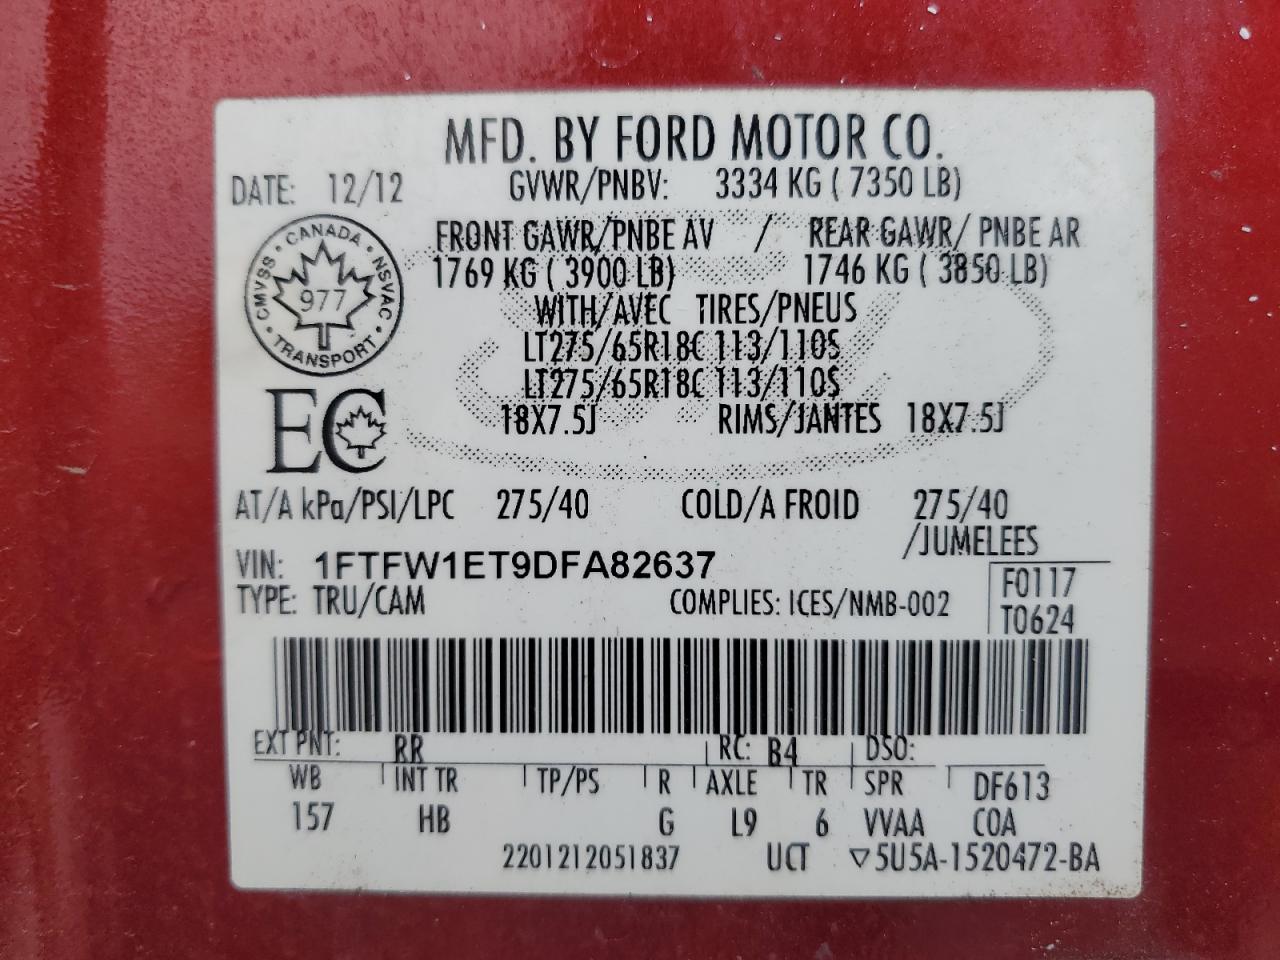 MFD. BY FORD MOTOR CO.
DATE: 12/12 GVWR/PNBV: 3334 KG ( 7350 LB)
FRONT GAWR/PNBE AV / REAR GAWR/ PNBE AR
1769 KG ( 3900 LB) 1746 KG ( 3850 LB)
WITH/AVEC TIRES/PNEUS
LT275/65R18C 113/110S
LT275/65R18C 113/110S
18X7.5J RIMS/JANTES 18X7.5J
CANADA • NSVAC • TRANSPORT • CMVSS •
977
EC
AT/A kPa/PSI/LPC 275/40 COLD/A FROID 275/40
/JUMELEES
VIN: 1FTFW1ET9DFA82637
TYPE: TRU/CAM COMPLIES: ICES/NMB-002
F0117
T0624
EXT PNT: RR RC: B4 DSO:
WB INT TR TP/PS R AXLE TR SPR DF613
157 HB G L9 6 VVAA COA
2201212051837 UCT ▽5U5A-1520472-BA